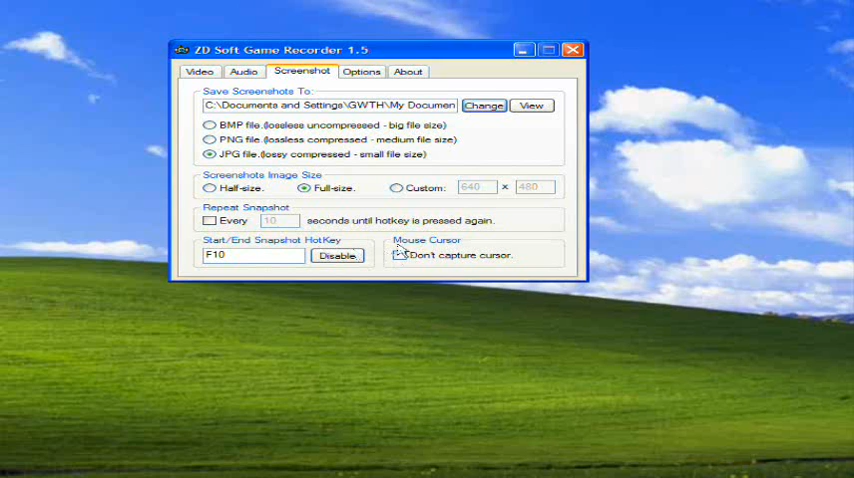 ZD Soft Game Recorder 1.5
Video Audio Screenshot Options About
Save Screenshots To:
C:\Documents and Settings\GWTH\My Documen Change View
BMP file.(lossless uncompressed - big file size)
PNG file.(lossless compressed - medium file size)
JPG file.(lossy compressed - small file size)
Screenshots Image Size
Half-size. Full-size. Custom: 640 × 480
Repeat Snapshot
Every 10 seconds until hotkey is pressed again.
Start/End Snapshot HotKey Mouse Cursor
F10 Disable Don't capture cursor.